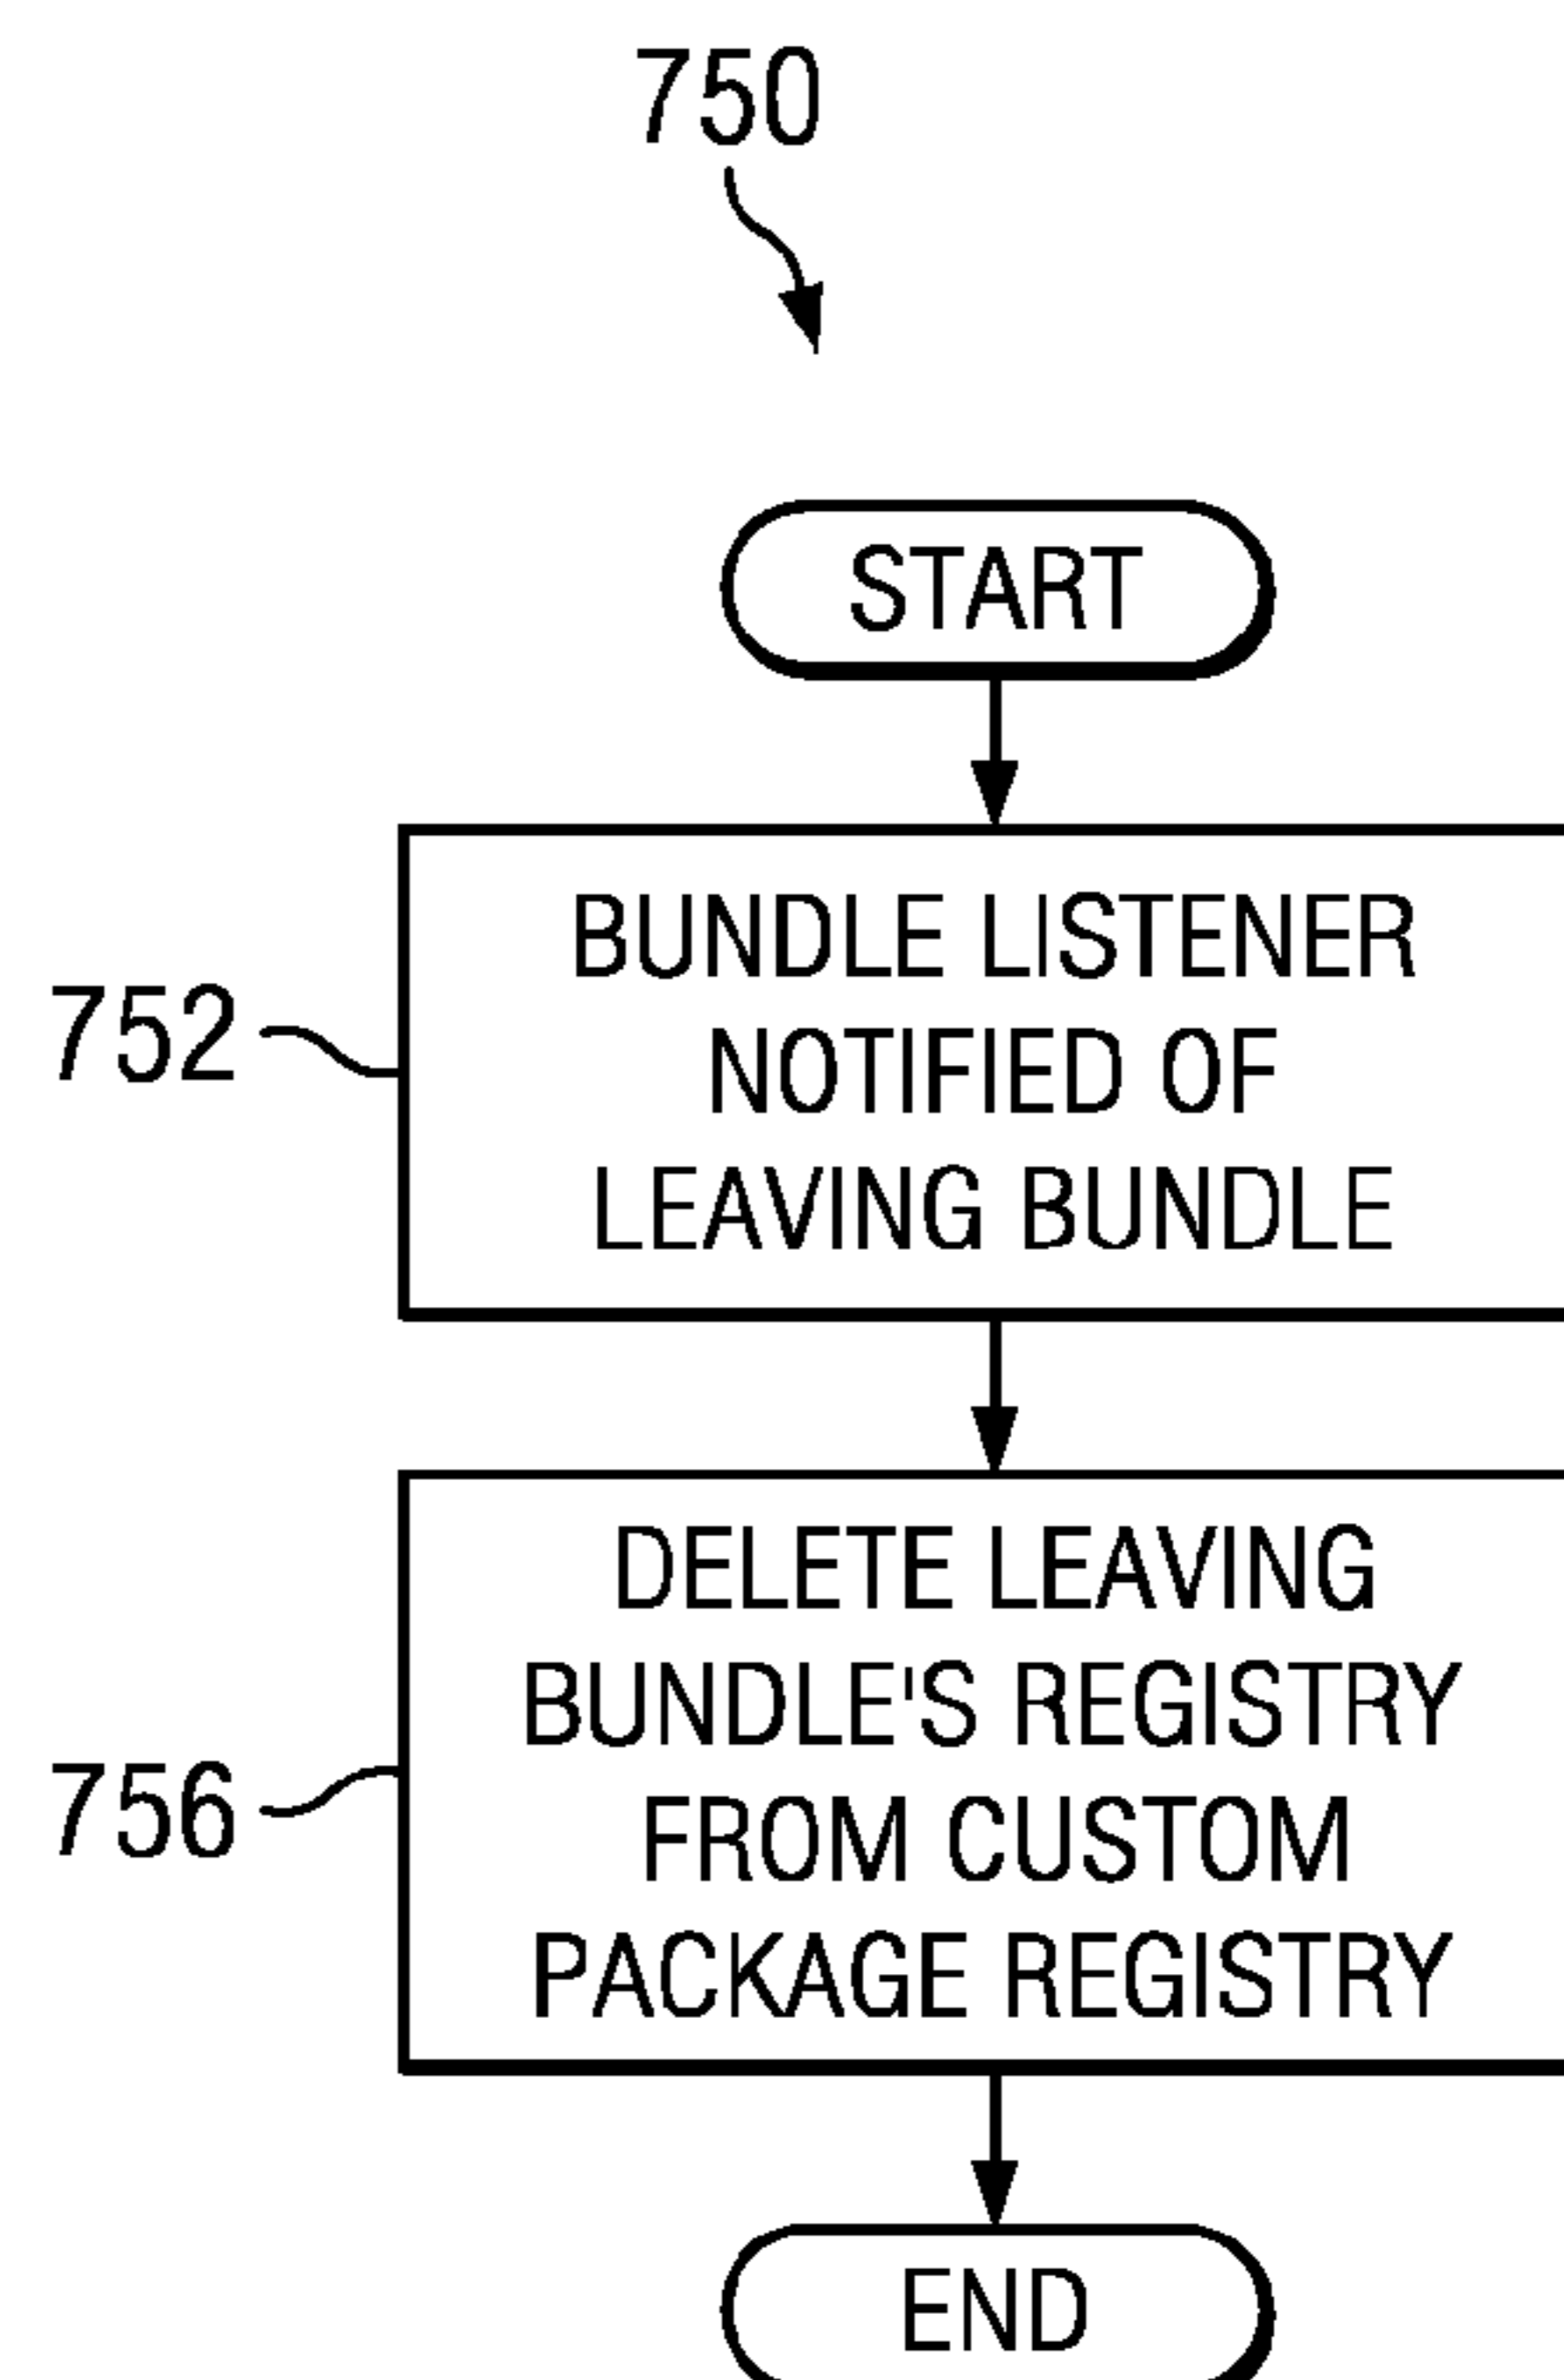 750
START
752
BUNDLE LISTENER
NOTIFIED OF
LEAVING BUNDLE
756
DELETE LEAVING
BUNDLE'S REGISTRY
FROM CUSTOM
PACKAGE REGISTRY
END